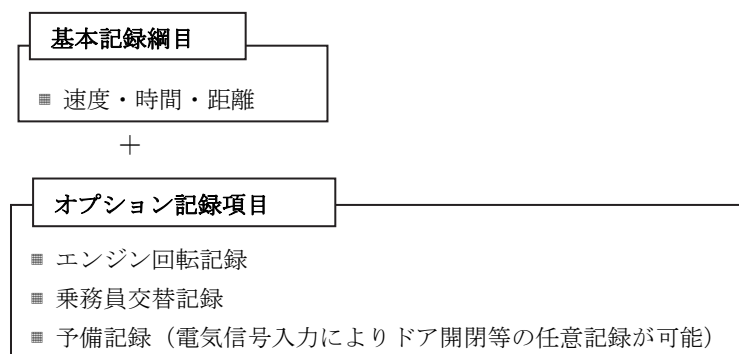 基本記録綱目
▦ 速度・時間・距離
＋
オプション記録項目
▦ エンジン回転記録
▦ 乗務員交替記録
▦ 予備記録（電気信号入力によりドア開閉等の任意記録が可能）